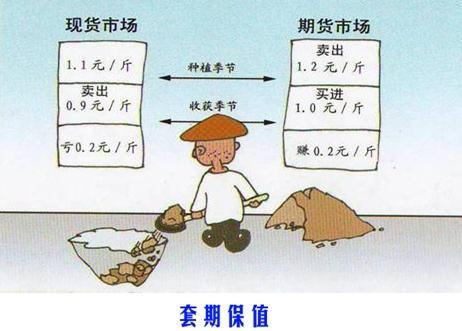 现货市场
期货市场
1.1元/斤
种植季节
卖出
1.2元/斤
卖出
0.9元/斤
收获季节
买进
1.0元/斤
亏0.2元/斤
赚0.2元/斤
套期保值